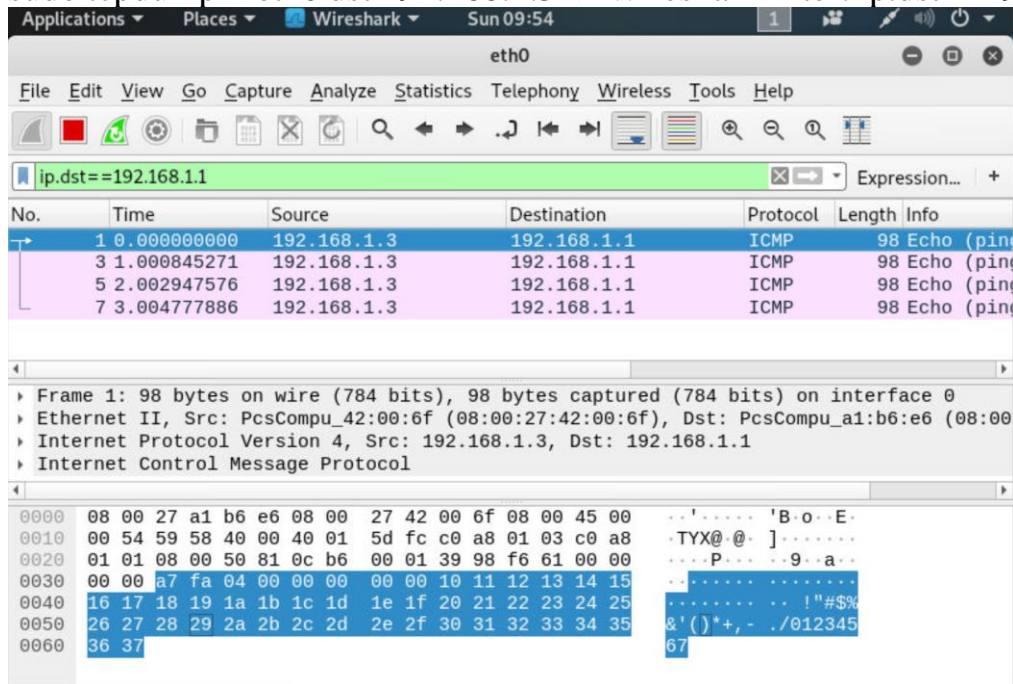 Applications Places Wireshark Sun 09:54 1
eth0
File Edit View Go Capture Analyze Statistics Telephony Wireless Tools Help
ip.dst==192.168.1.1 Expression… +
No. Time Source Destination Protocol Length Info
1 0.000000000 192.168.1.3 192.168.1.1 ICMP 98 Echo (ping
3 1.000845271 192.168.1.3 192.168.1.1 ICMP 98 Echo (ping
5 2.002947576 192.168.1.3 192.168.1.1 ICMP 98 Echo (ping
7 3.004777886 192.168.1.3 192.168.1.1 ICMP 98 Echo (ping
Frame 1: 98 bytes on wire (784 bits), 98 bytes captured (784 bits) on interface 0
Ethernet II, Src: PcsCompu_42:00:6f (08:00:27:42:00:6f), Dst: PcsCompu_a1:b6:e6 (08:00
Internet Protocol Version 4, Src: 192.168.1.3, Dst: 192.168.1.1
Internet Control Message Protocol
0000 08 00 27 a1 b6 e6 08 00 27 42 00 6f 08 00 45 00 ··'····· 'B·o··E·
0010 00 54 59 58 40 00 40 01 5d fc c0 a8 01 03 c0 a8 ·TYX@·@· ]·······
0020 01 01 08 00 50 81 0c b6 00 01 39 98 f6 61 00 00 ····P··· ··9··a··
0030 00 00 a7 fa 04 00 00 00 00 00 10 11 12 13 14 15 ········ ········
0040 16 17 18 19 1a 1b 1c 1d 1e 1f 20 21 22 23 24 25 ········ ·· !"#$%
0050 26 27 28 29 2a 2b 2c 2d 2e 2f 30 31 32 33 34 35 &'()*+,- ./012345
0060 36 37 67